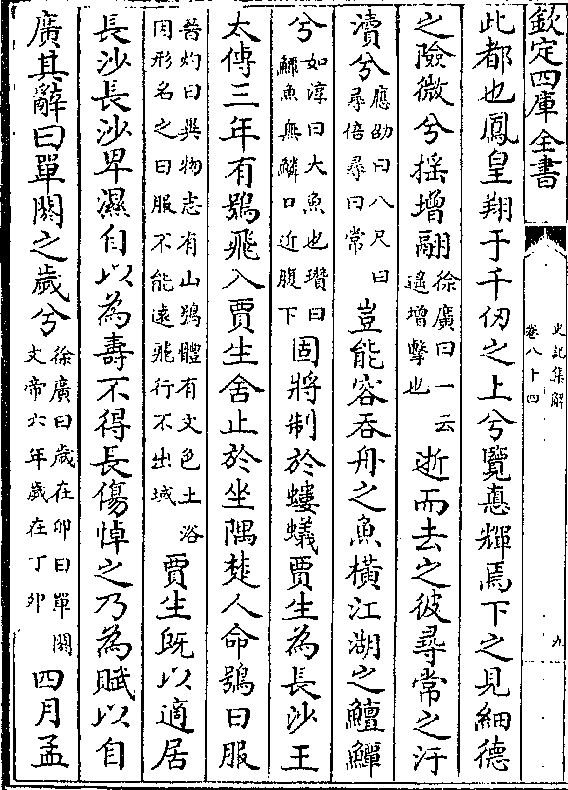 欽定四庫全書
史記集解
卷八十四
九
此都也鳳皇翔于千仞之上兮覽悳輝焉下之見細德
之險微兮揺增翮徐廣曰一云遙增擊也逝而去之彼尋常之汙
瀆兮應劭曰八尺曰尋倍尋曰常豈能容吞舟之魚橫江湖之鱣鱓
兮如淳曰大魚也瓚曰鱓魚無鱗口近腹下固將制於螻蟻賈生為長沙王
太傅三年有鴞飛入賈生舍止於坐隅楚人命鴞曰服
晉灼曰異物志有山鴞體有文色土俗因形名之曰服不能遠飛行不出域賈生既以適居
長沙長沙卑濕自以為壽不得長傷悼之乃為賦以自
廣其辭曰單閼之歲兮徐廣曰歲在卯曰單閼文帝六年歲在丁卯四月孟